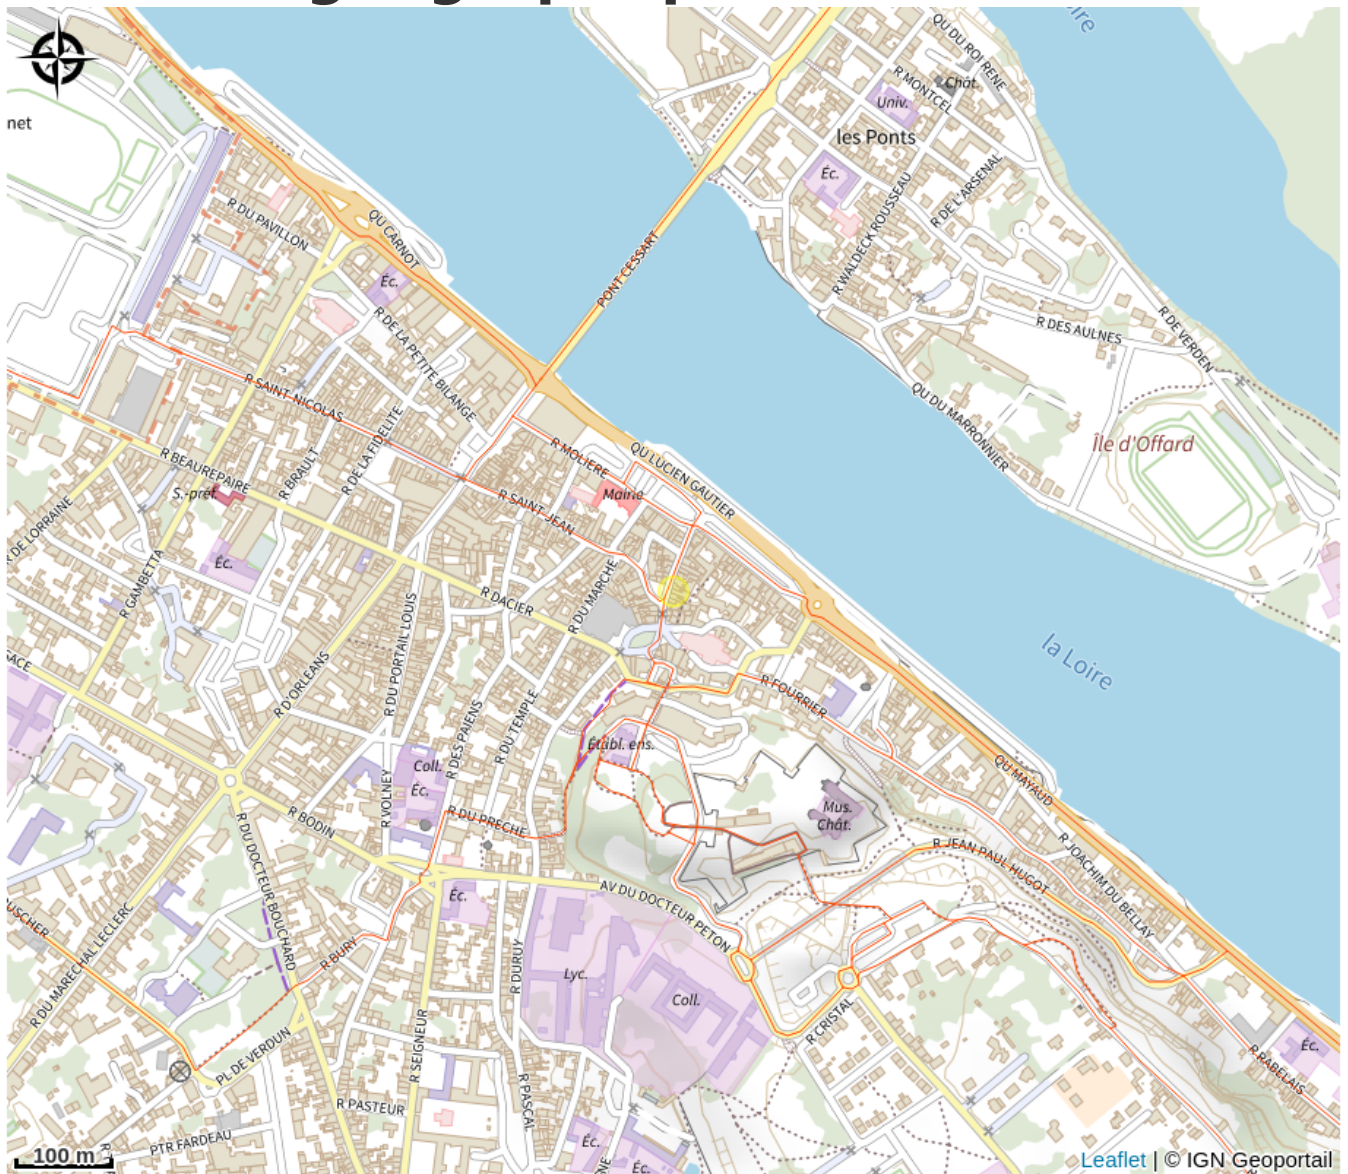 net
QU DU ROI RENE
R MONTCEL
Chât.
Univ.
les Ponts
Éc.
R DE L'ARSENAL
R WALDECK ROUSSEAU
R DU PAVILLON
QU CARNOT
Éc.
PONT CESSART
R DE LA PETITE BILANGE
R DES AULNES
R DE VERDEN
QU DU MARRONNIER
Île d'Offard
R SAINT-NICOLAS
R DE LA FIDELITE
R BEAUREPAIRE
R BRAULT
S.-préf.
R MOLIERE
QU LUCIEN GAUTIER
Mairie
R SAINT-JEAN
R DE LORRAINE
Éc.
R GAMBETTA
R DACIER
R DU MARCHE
R DU PORTAIL LOUIS
R D'ORLEANS
la Loire
R FOURRIER
R DES PAIENS
R DU TEMPLE
Établ. ens.
Coll.
Éc.
R VOLNEY
R BODIN
R DU PRECHE
Mus.
Chât.
QU MAYAUD
R JEAN PAUL HUGOT
R JOACHIM DU BELLAY
R DU DOCTEUR BOUCHARD
Éc.
AV DU DOCTEUR PETON
R DU MARECHAL LECLERC
R BURY
R DURUY
Lyc.
Coll.
R CRISTAL
PL DE VERDUN
R SEIGNEUR
R RABELAIS
Éc.
R PASTEUR
R PASCAL
PTR FARDEAU
Éc.
Éc.
100 m
Leaflet | © IGN Geoportail